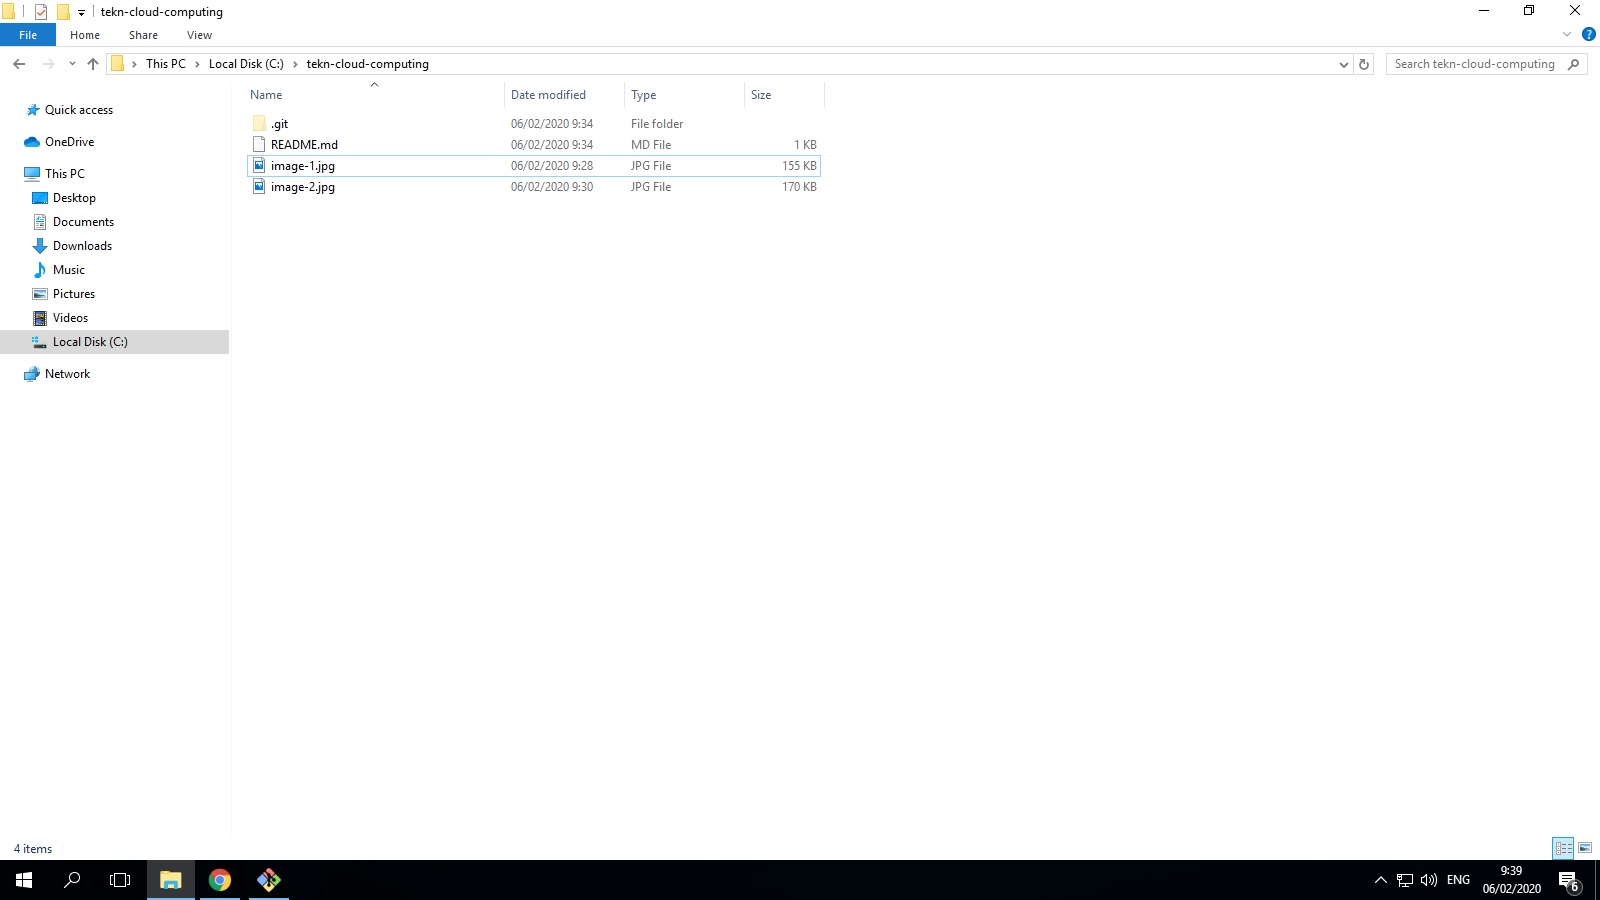 tekn-cloud-computing
File Home Share View
This PC Local Disk (C:) tekn-cloud-computing Search tekn-cloud-computing
Name Date modified Type Size
.git 06/02/2020 9:34 File folder
README.md 06/02/2020 9:34 MD File 1 KB
image-1.jpg 06/02/2020 9:28 JPG File 155 KB
image-2.jpg 06/02/2020 9:30 JPG File 170 KB
Quick access
OneDrive
This PC
Desktop
Documents
Downloads
Music
Pictures
Videos
Local Disk (C:)
Network
4 items
ENG 9:39
06/02/2020 6